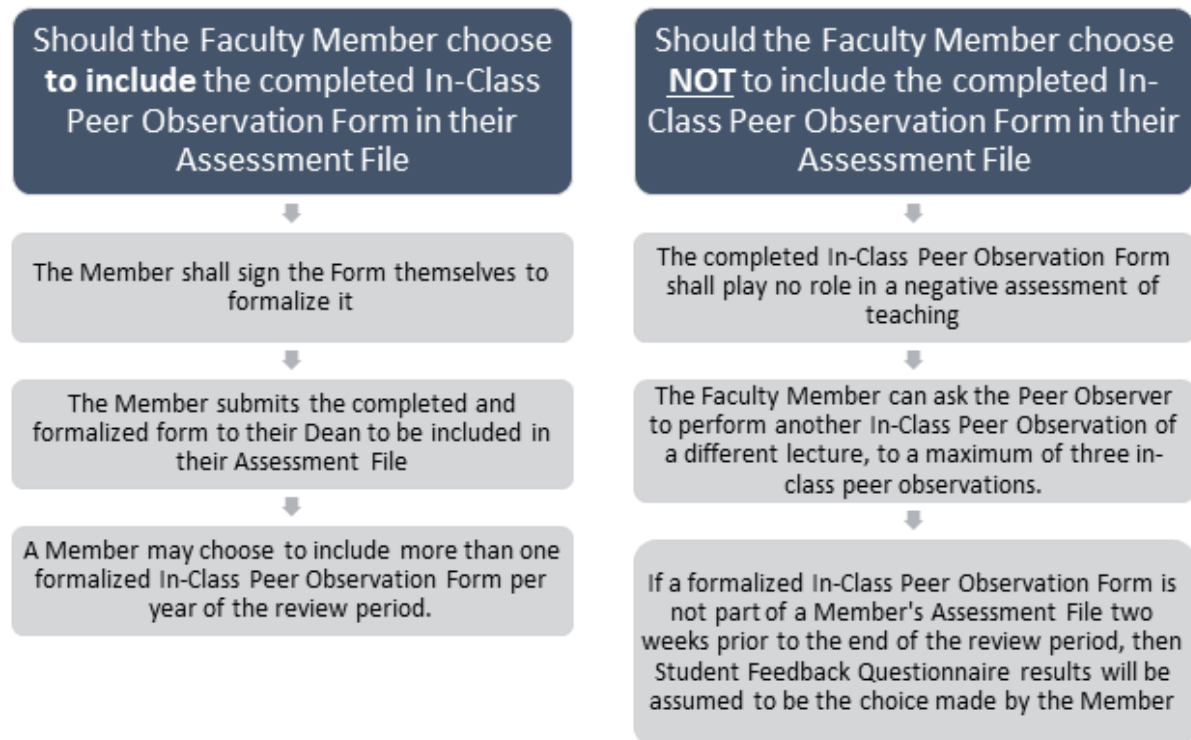 Should the Faculty Member choose
to include the completed In-Class
Peer Observation Form in their
Assessment File
The Member shall sign the Form themselves to
formalize it
The Member submits the completed and
formalized form to their Dean to be included in
their Assessment File
A Member may choose to include more than one
formalized In-Class Peer Observation Form per
year of the review period.
Should the Faculty Member choose
NOT to include the completed In-
Class Peer Observation Form in their
Assessment File
The completed In-Class Peer Observation Form
shall play no role in a negative assessment of
teaching
The Faculty Member can ask the Peer Observer
to perform another In-Class Peer Observation of
a different lecture, to a maximum of three in-
class peer observations.
If a formalized In-Class Peer Observation Form is
not part of a Member's Assessment File two
weeks prior to the end of the review period, then
Student Feedback Questionnaire results will be
assumed to be the choice made by the Member